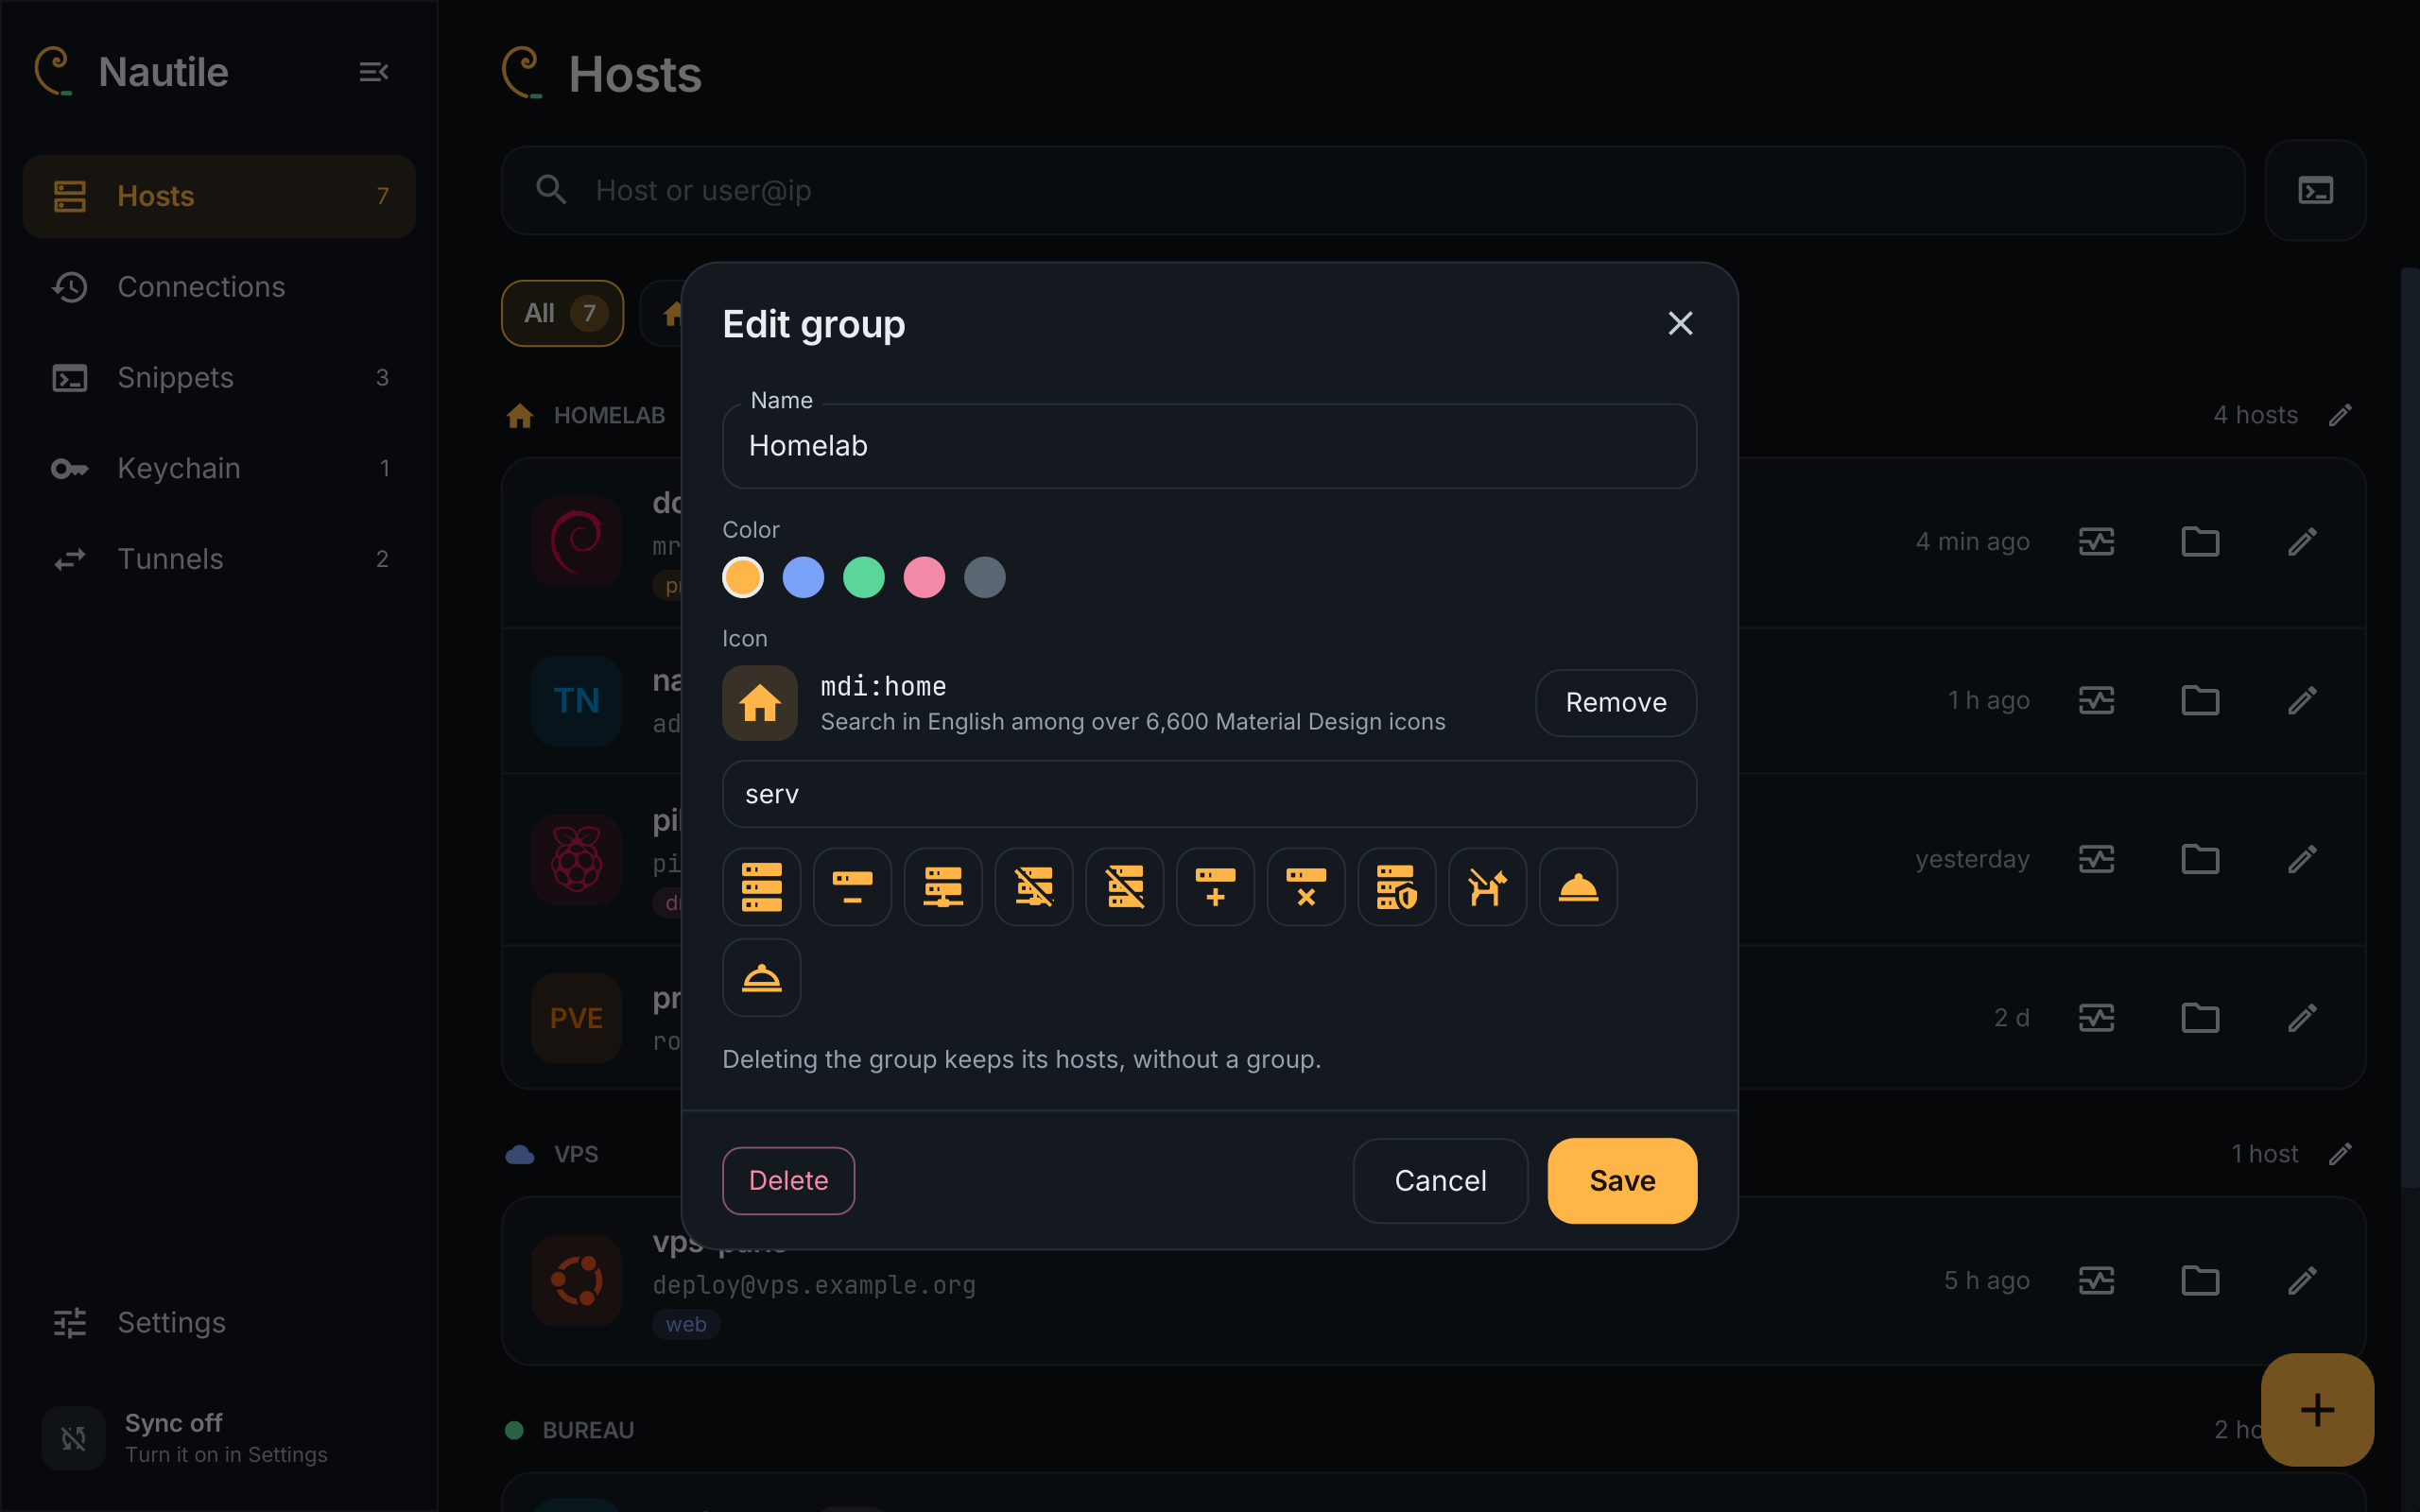 Nautile
Hosts 7
Connections
Snippets 3
Keychain 1
Tunnels 2
Settings
Sync off
Turn it on in Settings
Hosts
Host or user@ip
All 7
HOMELAB
4 hosts
4 min ago
TN
1 h ago
yesterday
PVE
2 d
VPS
1 host
deploy@vps.example.org
web
5 h ago
BUREAU
2
Edit group
Name
Homelab
Color
Icon
mdi:home
Search in English among over 6,600 Material Design icons
Remove
serv
Deleting the group keeps its hosts, without a group.
Delete
Cancel
Save